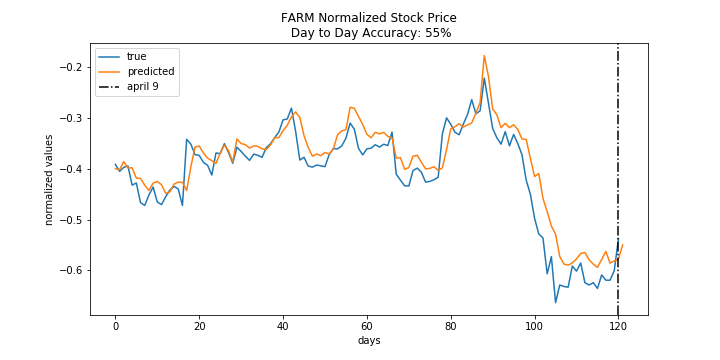 FARM Normalized Stock Price
Day to Day Accuracy: 55%
true
predicted
april 9
normalized values
−0.2
−0.3
−0.4
−0.5
−0.6
0
20
40
60
80
100
120
days